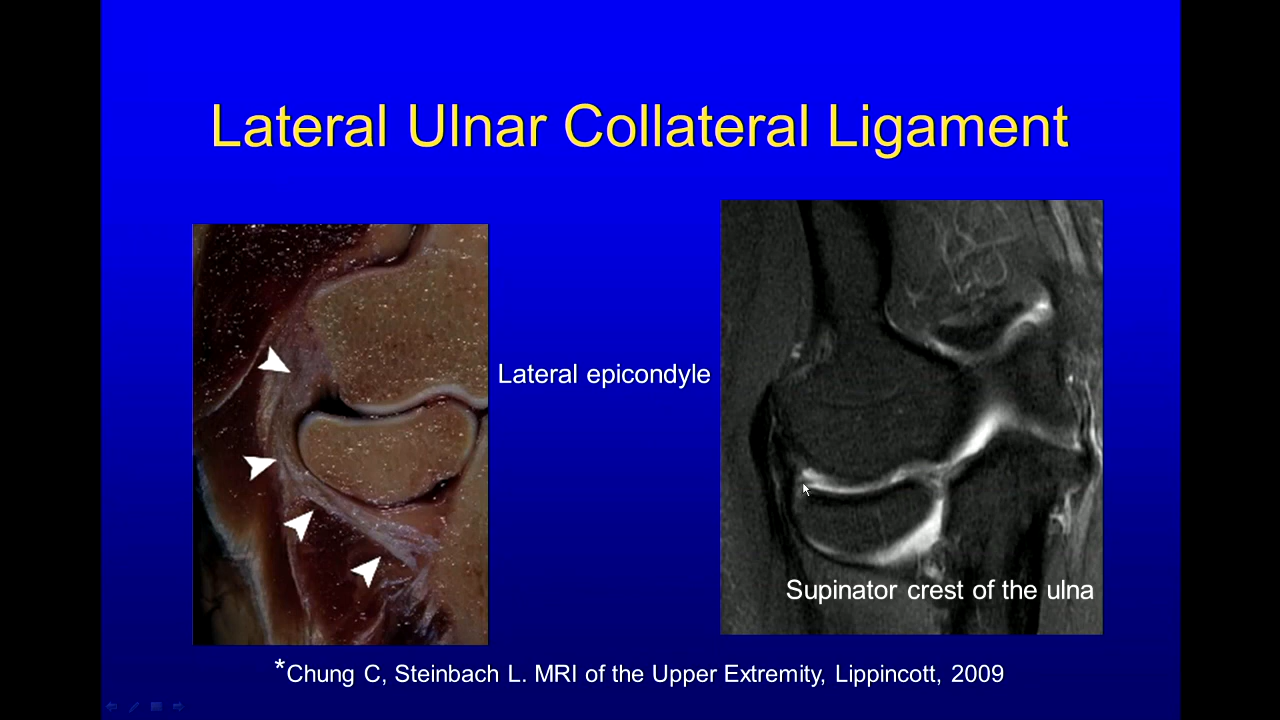 Lateral Ulnar Collateral Ligament
Lateral epicondyle
Supinator crest of the ulna
*Chung C, Steinbach L. MRI of the Upper Extremity, Lippincott, 2009